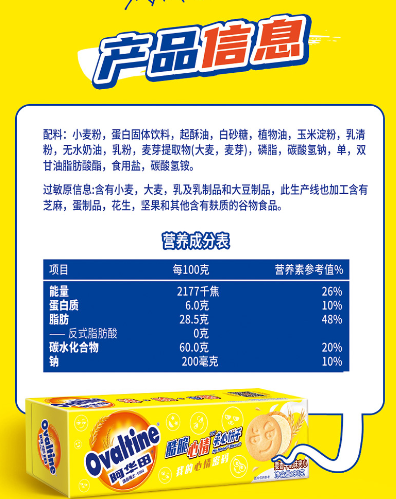 产品信息
配料：小麦粉，蛋白固体饮料，起酥油，白砂糖，植物油，玉米淀粉，乳清
粉，无水奶油，乳粉，麦芽提取物(大麦，麦芽)，磷脂，碳酸氢钠，单，双
甘油脂肪酸酯，食用盐，碳酸氢铵。
过敏原信息:含有小麦，大麦，乳及乳制品和大豆制品，此生产线也加工含有
芝麻，蛋制品，花生，坚果和其他含有麸质的谷物食品。
营养成分表
项目 每100克 营养素参考值%
能量 2177千焦 26%
蛋白质 6.0克 10%
脂肪 28.5克 48%
—— 反式脂肪酸 0克
碳水化合物 60.0克 20%
钠 200毫克 10%
Ovaltine
阿华田
酷脆心情夹心饼干